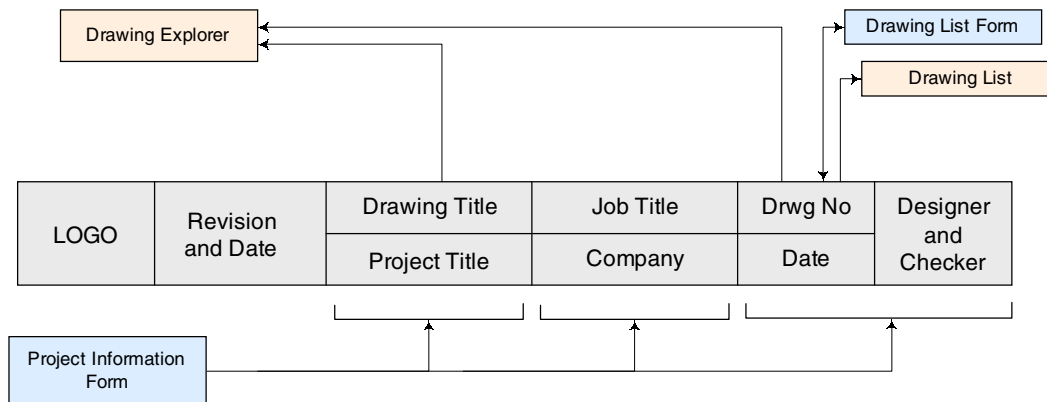 Drawing Explorer
Drawing List Form
Drawing List
LOGO
Revision
and Date
Drawing Title
Project Title
Job Title
Company
Drwg No
Date
Designer
and
Checker
Project Information
Form